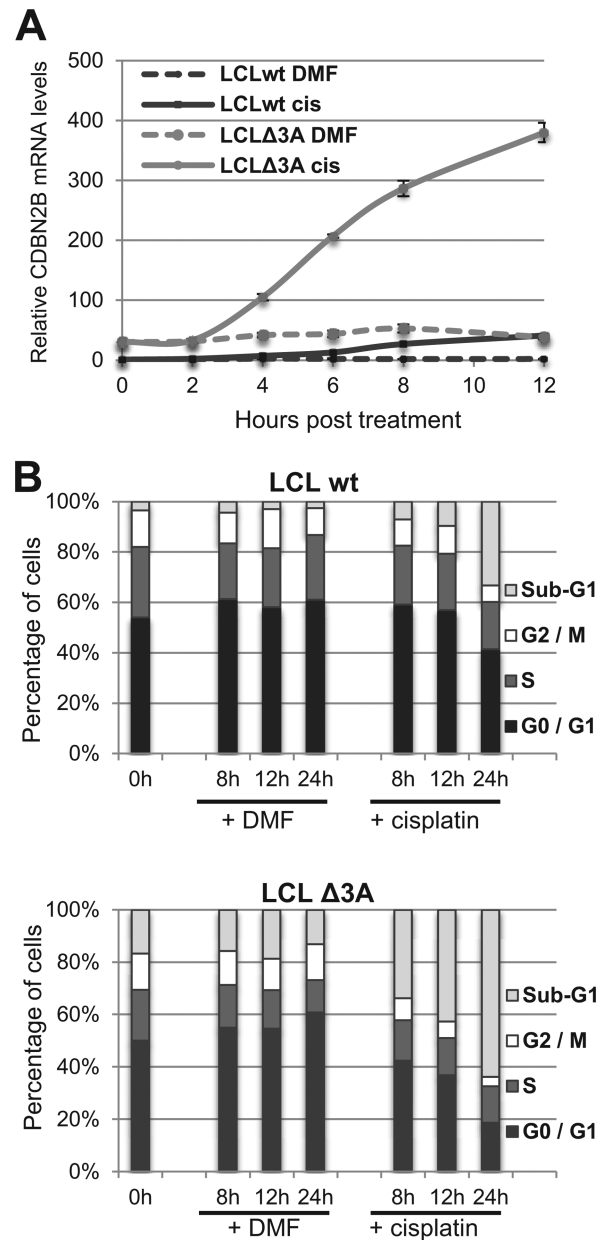 A
Relative CDBN2B mRNA levels
500
400
300
200
100
0
LCLwt DMF
LCLwt cis
LCLΔ3A DMF
LCLΔ3A cis
0 2 4 6 8 10 12
Hours post treatment
B
LCL wt
Percentage of cells
100%
80%
60%
40%
20%
0%
Sub-G1
G2 / M
S
G0 / G1
0h 8h 12h 24h 8h 12h 24h
+ DMF + cisplatin
LCL Δ3A
Percentage of cells
100%
80%
60%
40%
20%
0%
Sub-G1
G2 / M
S
G0 / G1
0h 8h 12h 24h 8h 12h 24h
+ DMF + cisplatin